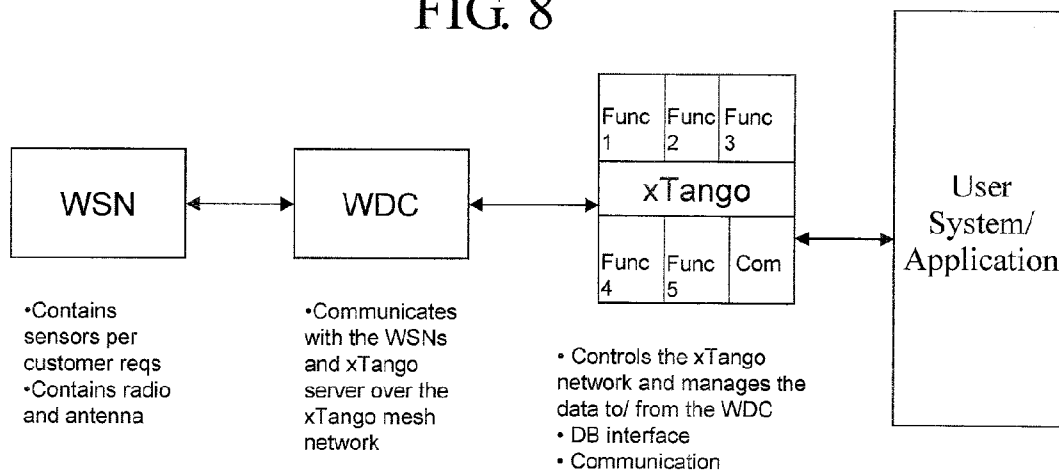 FIG. 8
WSN
WDC
Func 1
Func 2
Func 3
xTango
Func 4
Func 5
Com
User
System/
Application
•Contains
sensors per
customer reqs
•Contains radio
and antenna
•Communicates
with the WSNs
and xTango
server over the
xTango mesh
network
• Controls the xTango
network and manages the
data to/ from the WDC
• DB interface
• Communication